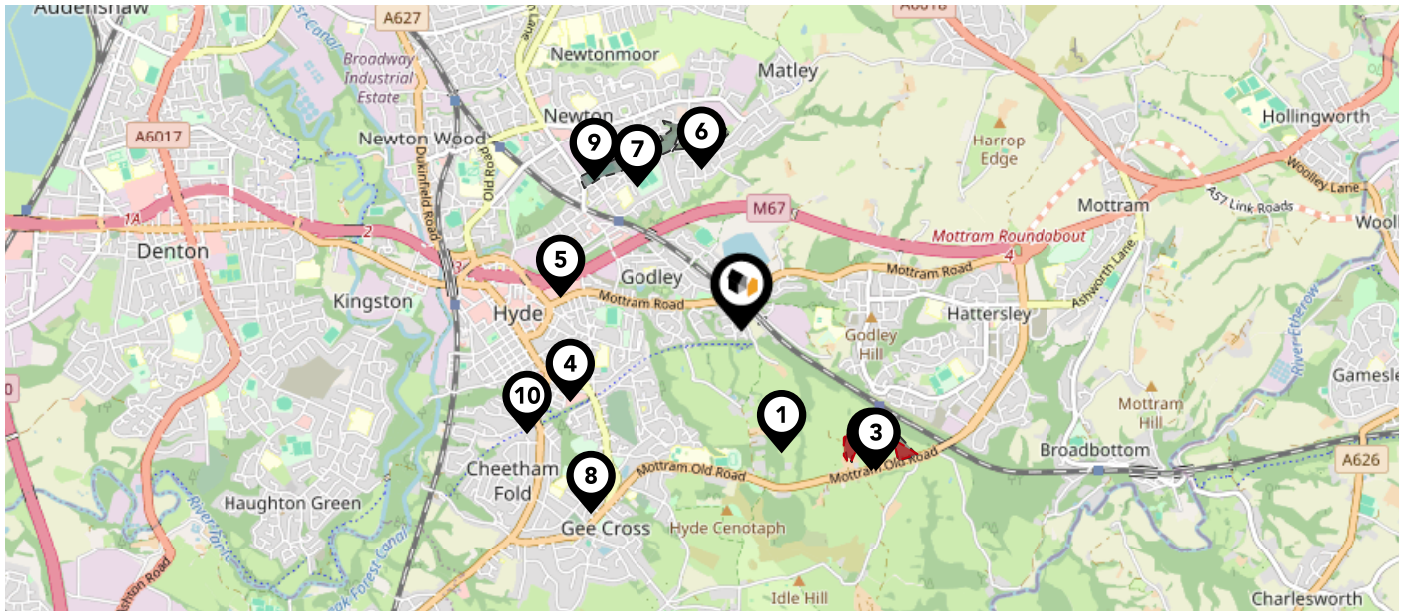 Audenshaw
A627
A6018
Newtonmoor
Matley
Broadway
Industrial
Estate
Lane
Hollingworth
Newton
A6017
Newton Wood
9
7
6
Harrop
Edge
Woolley Lane
Dukinfield Road
Old Road
A57 Link Roads
Mottram
M67
1A
2
3
Denton
Mottram Roundabout
4
5
Godley
Mottram Road
Mottram Road
Ashworth Lane
Kingston
Hyde
Hattersley
Godley
Hill
River Etherow
4
10
1
3
Gamesle
0
Mottram
Hill
Broadbottom
A626
Cheetham
Fold
8
Mottram Old Road
Mottram Old Road
Haughton Green
Gee Cross
Hyde Cenotaph
River Tame
Peak Forest Canal
Ashton Road
Idle Hill
Charlesworth